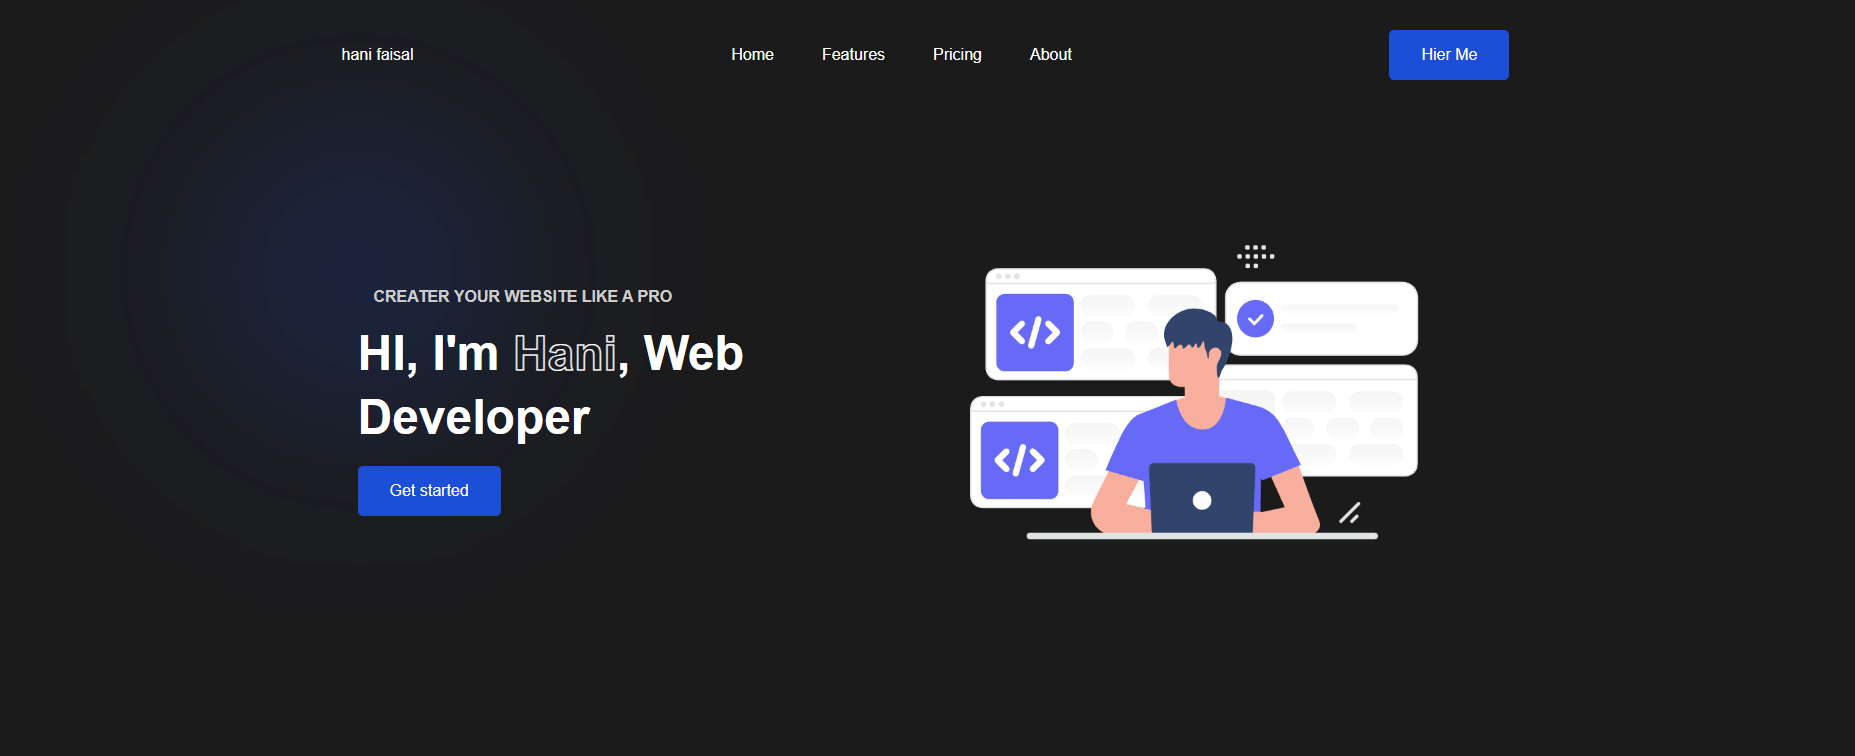 hani faisal
Home Features Pricing About
Hier Me
CREATER YOUR WEBSITE LIKE A PRO
HI, I'm Hani, Web
Developer
Get started